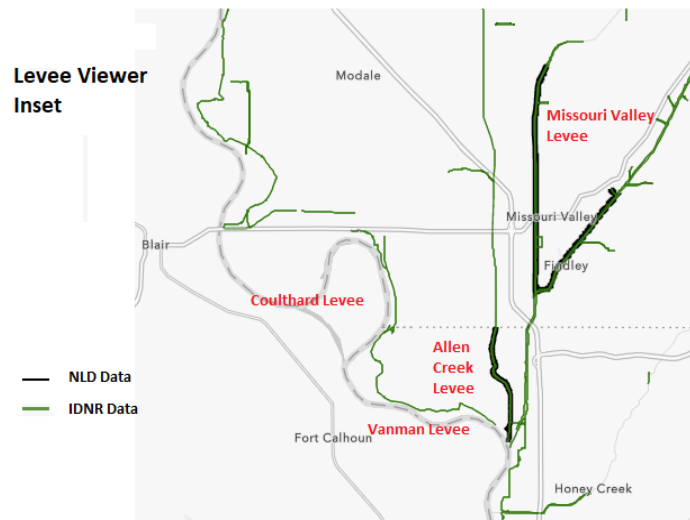 Levee Viewer
Inset
Modale
Missouri Valley
Levee
Missouri Valley
Blair
Findley
Coulthard Levee
Allen
Creek
Levee
NLD Data
IDNR Data
Vanman Levee
Fort Calhoun
Honey Creek